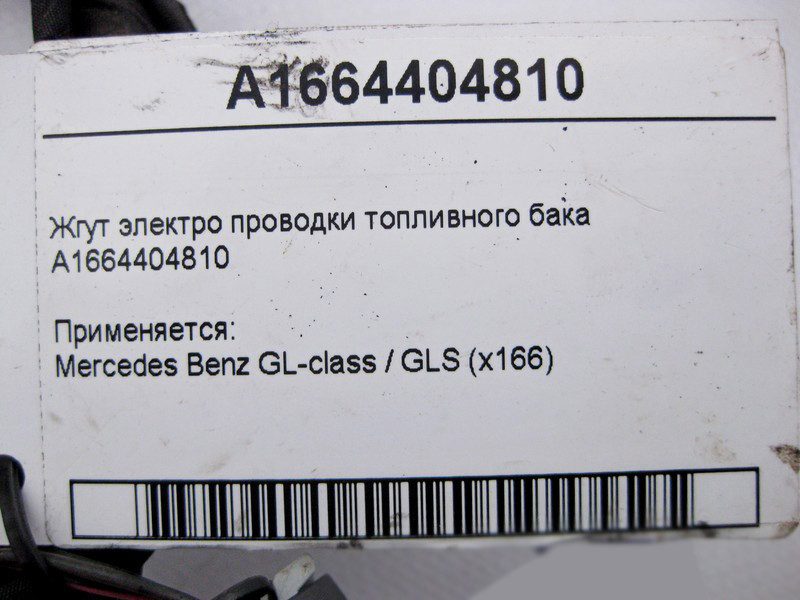 A1664404810
Жгут электро проводки топливного бака
A1664404810
Применяется:
Mercedes Benz GL-class / GLS (x166)